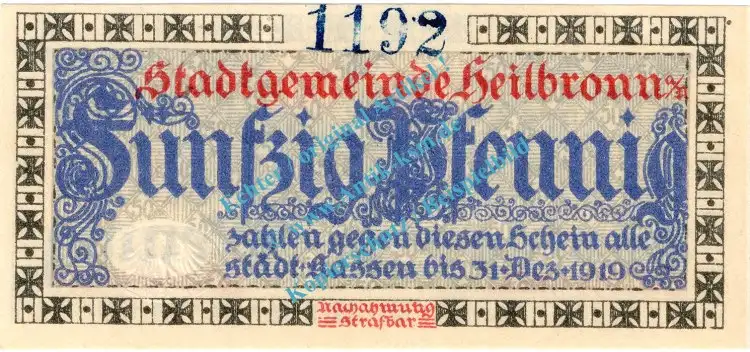 1192
Stadtgemeinde Heilbronn a/N
Fünfzig Pfennig
zahlen gegen diesen Schein alle
städt. Kassen bis 31. Dez. 1919
Nachahmung
Strafbar